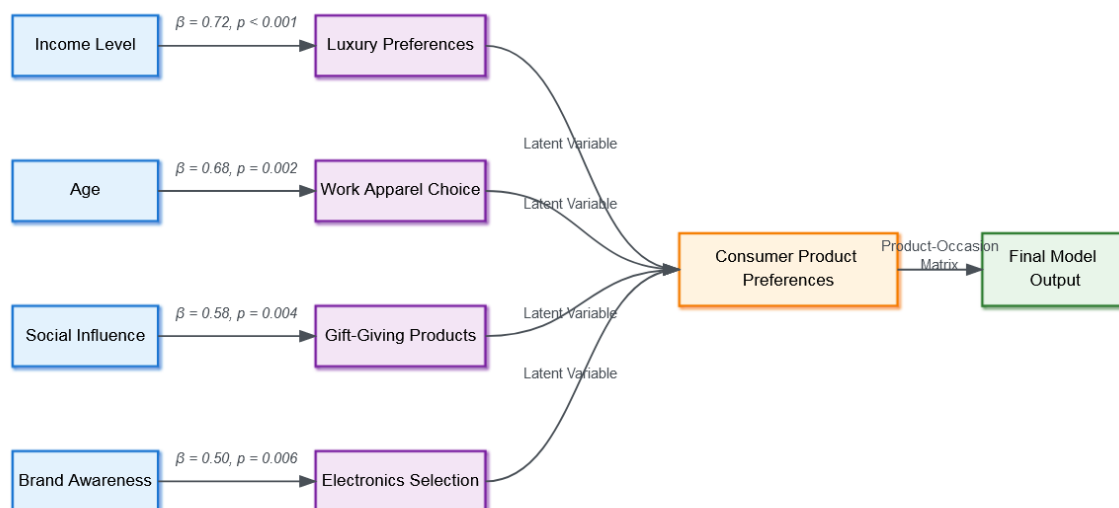 Income Level
β = 0.72, p < 0.001
Luxury Preferences
Latent Variable
Age
β = 0.68, p = 0.002
Work Apparel Choice
Latent Variable
Social Influence
β = 0.58, p = 0.004
Gift-Giving Products
Latent Variable
Brand Awareness
β = 0.50, p = 0.006
Electronics Selection
Latent Variable
Consumer Product
Preferences
Product-Occasion
Matrix
Final Model
Output